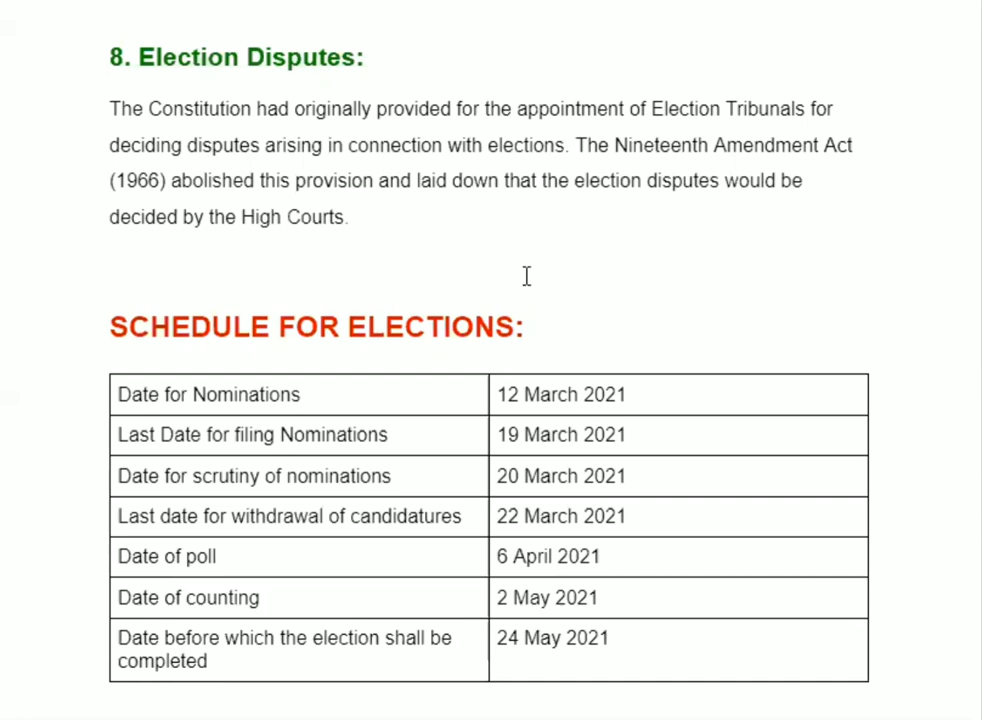 8. Election Disputes:
The Constitution had originally provided for the appointment of Election Tribunals for
deciding disputes arising in connection with elections. The Nineteenth Amendment Act
(1966) abolished this provision and laid down that the election disputes would be
decided by the High Courts.
SCHEDULE FOR ELECTIONS:
Date for Nominations 12 March 2021
Last Date for filing Nominations 19 March 2021
Date for scrutiny of nominations 20 March 2021
Last date for withdrawal of candidatures 22 March 2021
Date of poll 6 April 2021
Date of counting 2 May 2021
Date before which the election shall be 24 May 2021
completed